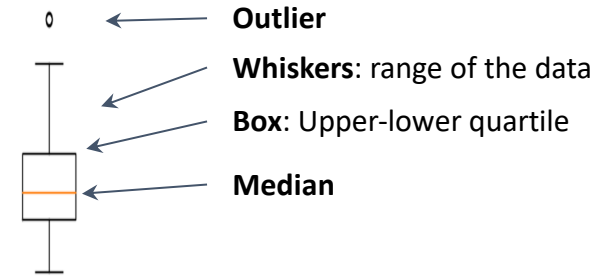 Outlier
Whiskers: range of the data
Box: Upper-lower quartile
Median